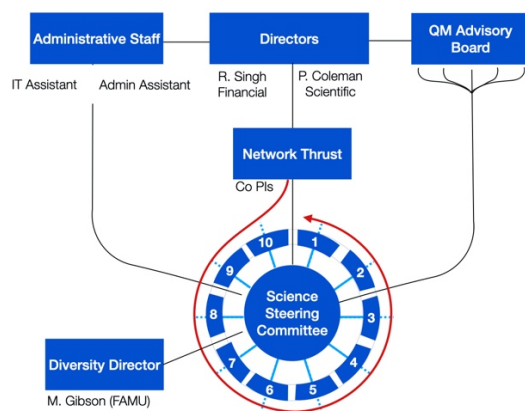 Administrative Staff
Directors
QM Advisory
Board
IT Assistant
Admin Assistant
R. Singh
Financial
P. Coleman
Scientific
Network Thrust
Co PIs
10
1
9
2
8
3
7
4
6
5
Science
Steering
Committee
Diversity Director
M. Gibson (FAMU)